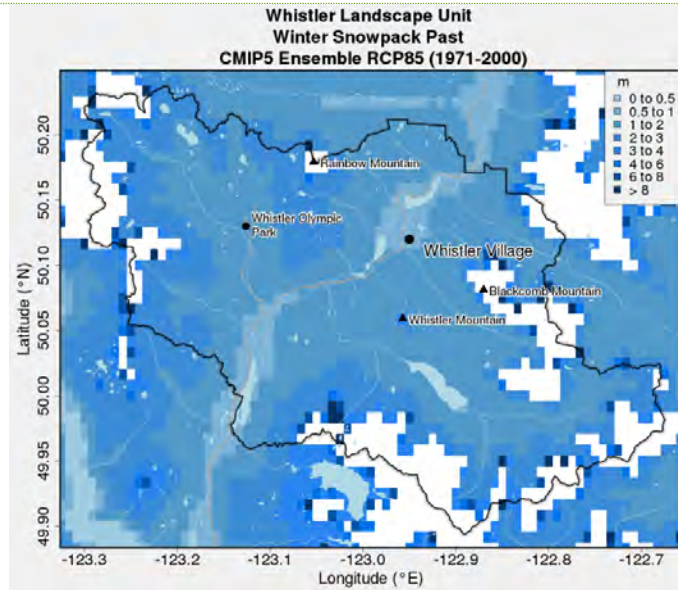 Whistler Landscape Unit
Winter Snowpack Past
CMIP5 Ensemble RCP85 (1971-2000)
m
0 to 0.5
0.5 to 1
1 to 2
2 to 3
3 to 4
4 to 6
6 to 8
> 8
Rainbow Mountain
Whistler Olympic
Park
Whistler Village
Blackcomb Mountain
Whistler Mountain
Latitude (°N)
50.20
50.15
50.10
50.05
50.00
49.95
49.90
-123.3 -123.2 -123.1 -123.0 -122.9 -122.8 -122.7
Longitude (°E)